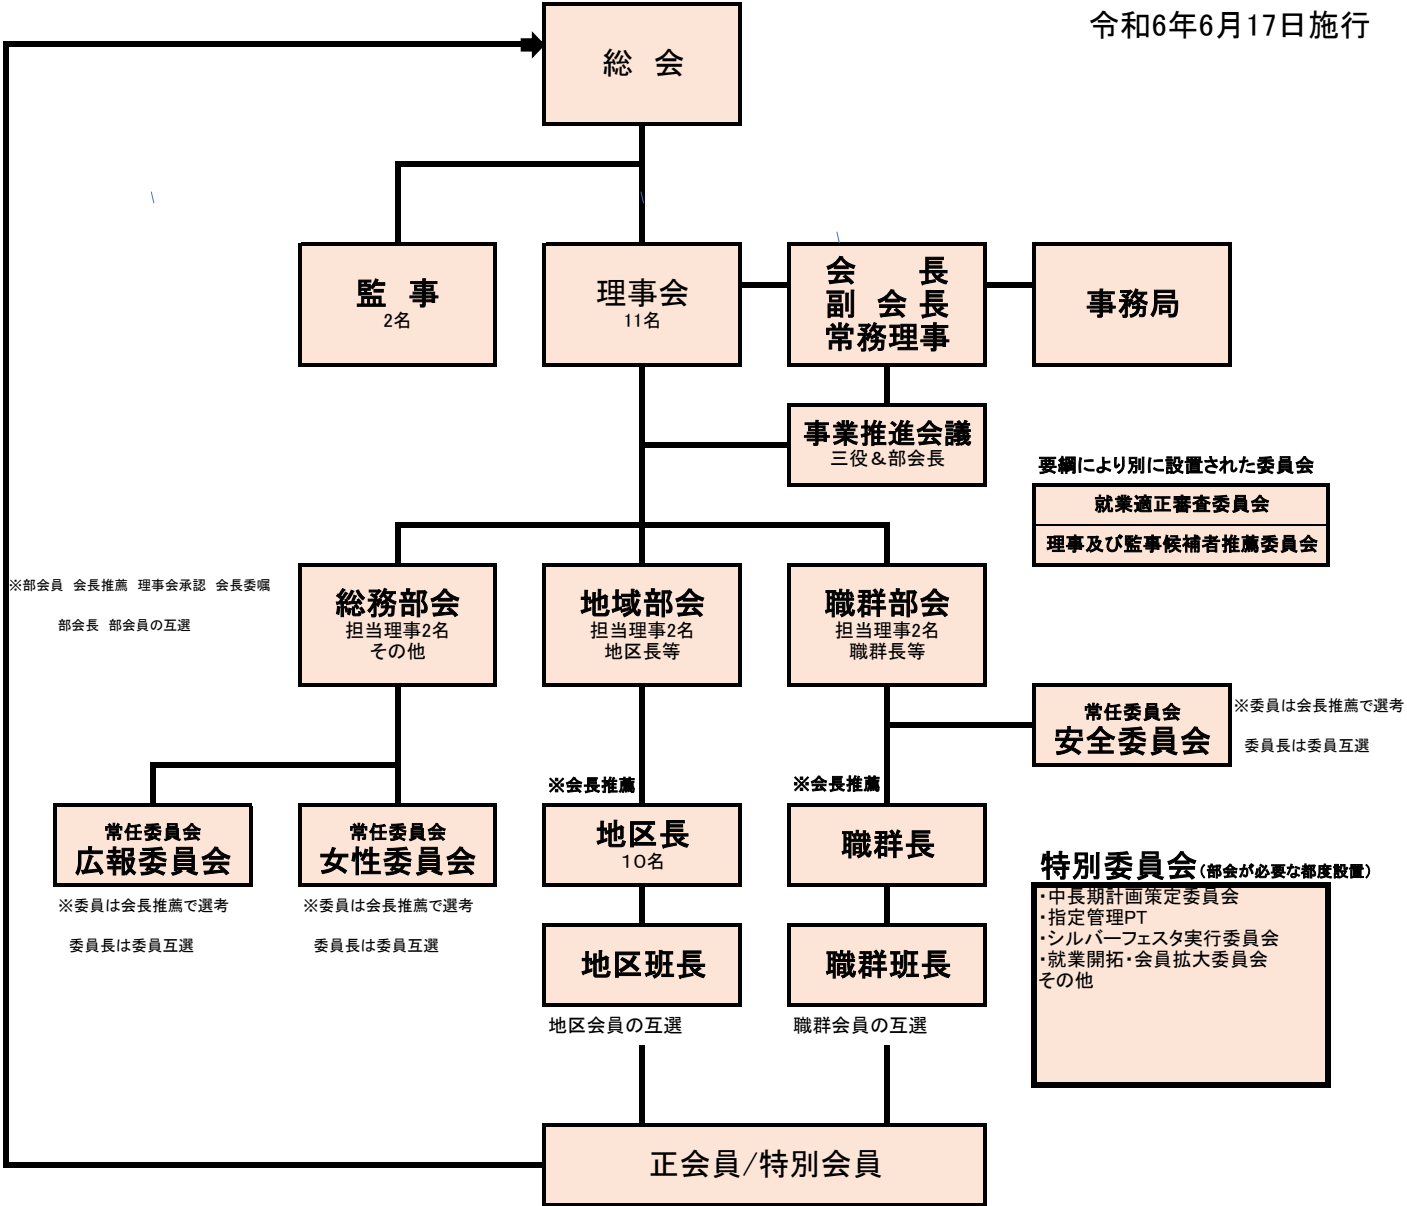 令和6年6月17日施行
総　会
監　事
2名
理事会
11名
会　　長
副　会　長
常務理事
事務局
事業推進会議
三役＆部会長
要綱により別に設置された委員会
就業適正審査委員会
理事及び監事候補者推薦委員会
※部会員　会長推薦　理事会承認　会長委嘱
部会長　部会員の互選
総務部会
担当理事2名
その他
地域部会
担当理事2名
地区長等
職群部会
担当理事2名
職群長等
常任委員会
安全委員会
※委員は会長推薦で選考
委員長は委員互選
常任委員会
広報委員会
※委員は会長推薦で選考
委員長は委員互選
常任委員会
女性委員会
※委員は会長推薦で選考
委員長は委員互選
※会長推薦
地区長
10名
※会長推薦
職群長
特別委員会(部会が必要な都度設置)
・中長期計画策定委員会
・指定管理PT
・シルバーフェスタ実行委員会
・就業開拓・会員拡大委員会
その他
地区班長
地区会員の互選
職群班長
職群会員の互選
正会員/特別会員